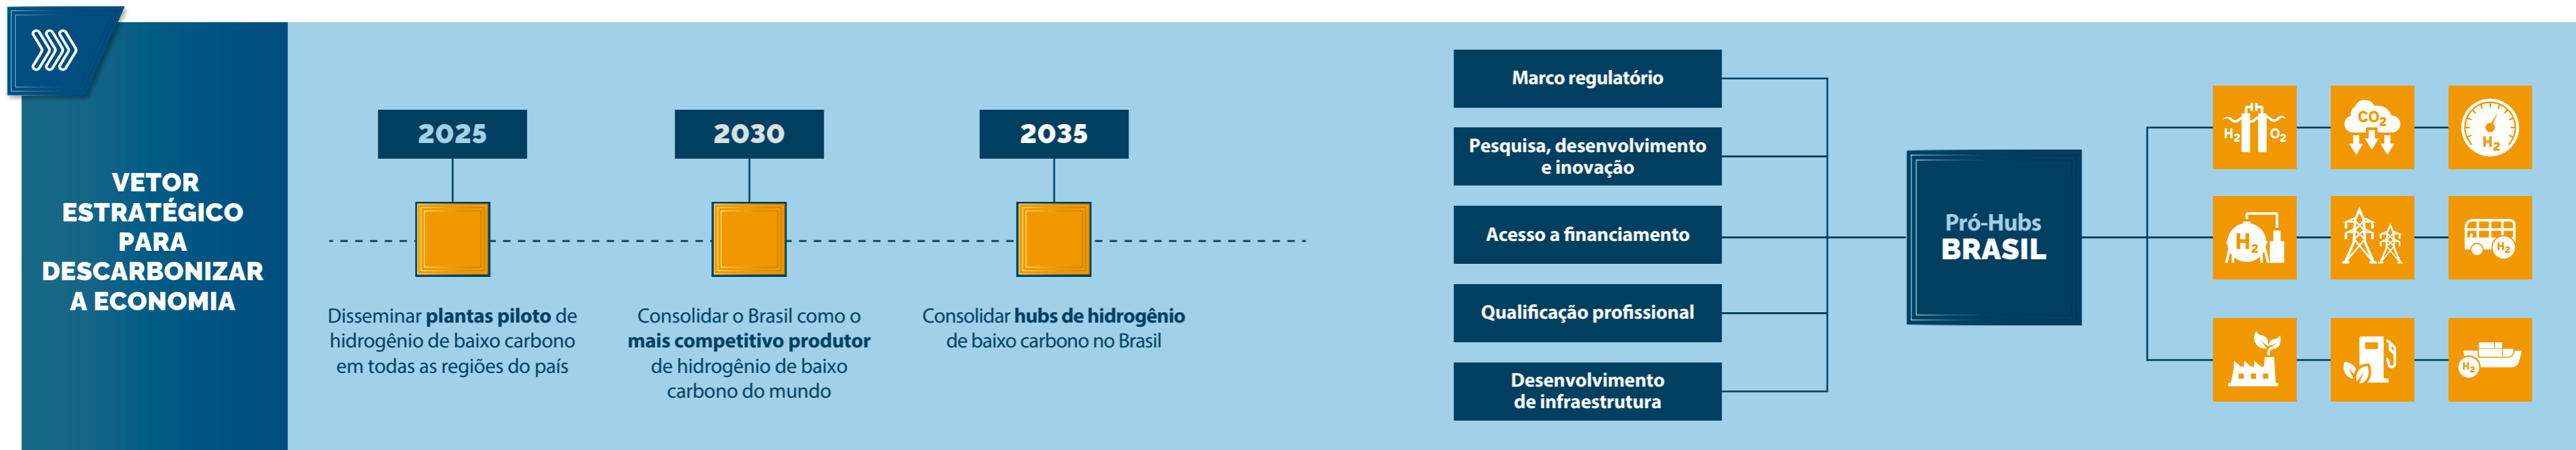 VETOR
ESTRATÉGICO
PARA
DESCARBONIZAR
A ECONOMIA
2025
Disseminar plantas piloto de
hidrogênio de baixo carbono
em todas as regiões do país
2030
Consolidar o Brasil como o
mais competitivo produtor
de hidrogênio de baixo
carbono do mundo
2035
Consolidar hubs de hidrogênio
de baixo carbono no Brasil
Marco regulatório
Pesquisa, desenvolvimento
e inovação
Acesso a financiamento
Qualificação profissional
Desenvolvimento
de infraestrutura
Pró-Hubs
BRASIL
H₂ O₂
CO₂
H₂
H₂
H₂
H₂